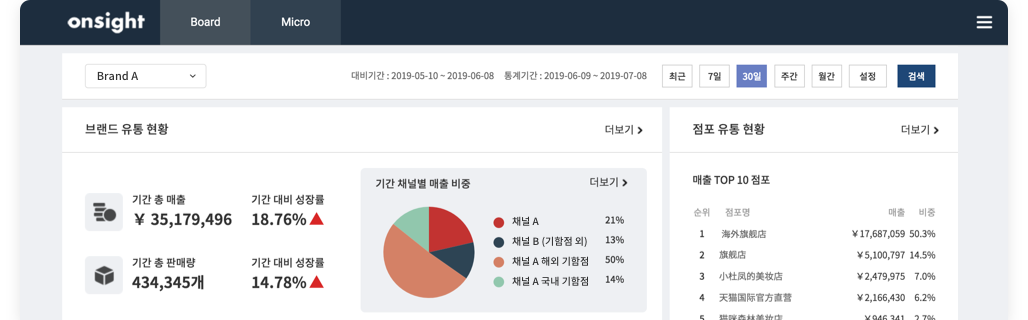 onsight Board Micro
Brand A 대비기간 : 2019-05-10 ~ 2019-06-08 통계기간 : 2019-06-09 ~ 2019-07-08 최근 7일 30일 주간 월간 설정 검색
브랜드 유통 현황 더보기
기간 총 매출 기간 대비 성장률
¥ 35,179,496 18.76%
기간 총 판매량 기간 대비 성장률
434,345개 14.78%
기간 채널별 매출 비중 더보기
채널 A 21%
채널 B (기함점 외) 13%
채널 A 해외 기함점 50%
채널 A 국내 기함점 14%
점포 유통 현황 더보기
매출 TOP 10 점포
순위 점포명 매출 비중
1 海外旗舰店 ¥17,687,059 50.3%
2 旗舰店 ¥5,100,797 14.5%
3 小杜凤的美妆店 ¥2,479,975 7.0%
4 天猫国际官方直营 ¥2,166,430 6.2%
5 猫咪森林美妆店 ¥946,341 2.7%